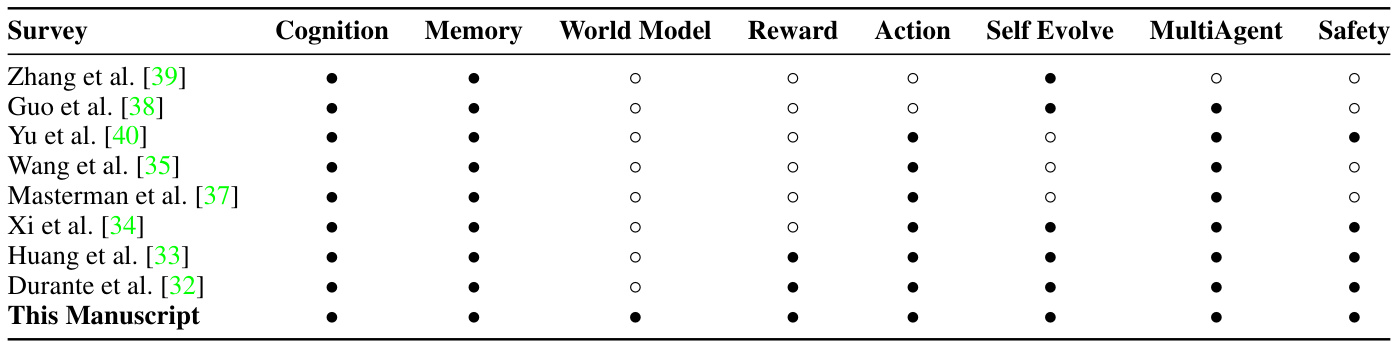 Survey Cognition Memory World Model Reward Action Self Evolve MultiAgent Safety
Zhang et al. [39] ● ● ○ ○ ○ ● ○ ○
Guo et al. [38] ● ● ○ ○ ○ ● ● ○
Yu et al. [40] ● ● ○ ○ ● ○ ● ●
Wang et al. [35] ● ● ○ ○ ● ○ ● ○
Masterman et al. [37] ● ● ○ ○ ● ○ ● ○
Xi et al. [34] ● ● ○ ○ ● ● ● ●
Huang et al. [33] ● ● ○ ● ● ● ● ●
Durante et al. [32] ● ● ○ ● ● ● ● ●
This Manuscript ● ● ● ● ● ● ● ●